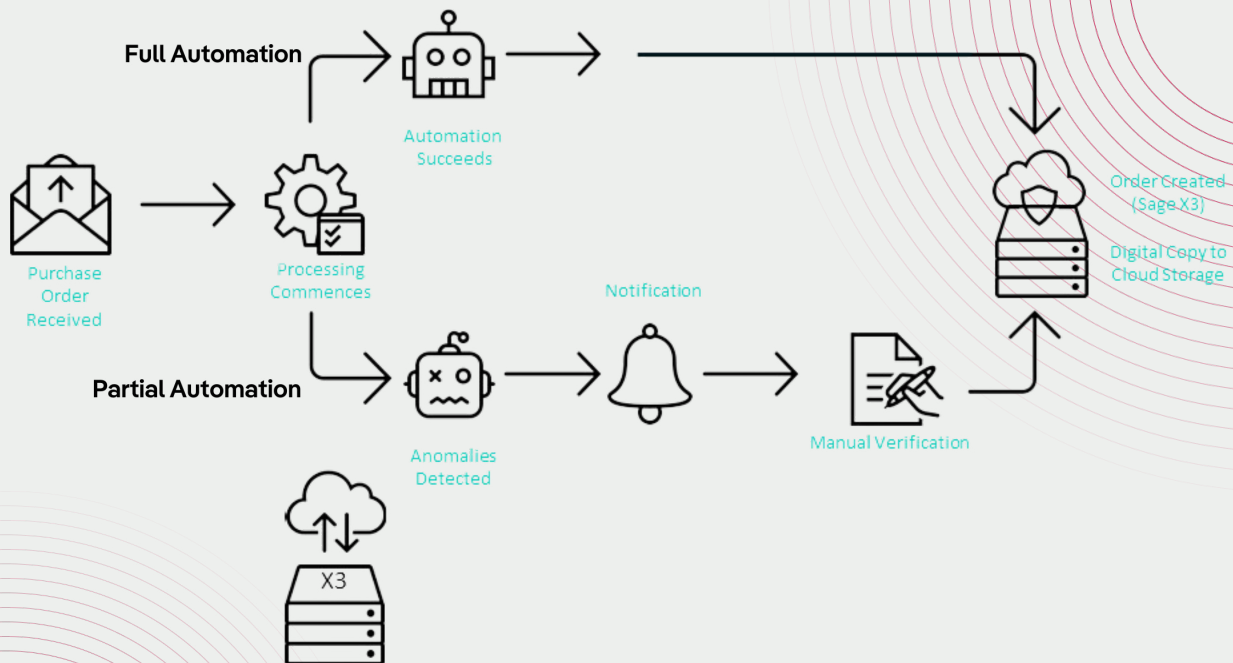 Full Automation
Automation
Succeeds
Purchase
Order
Received
Processing
Commences
Order Created
(Sage X3)
Digital Copy to
Cloud Storage
Notification
Partial Automation
Anomalies
Detected
Manual Verification
X3